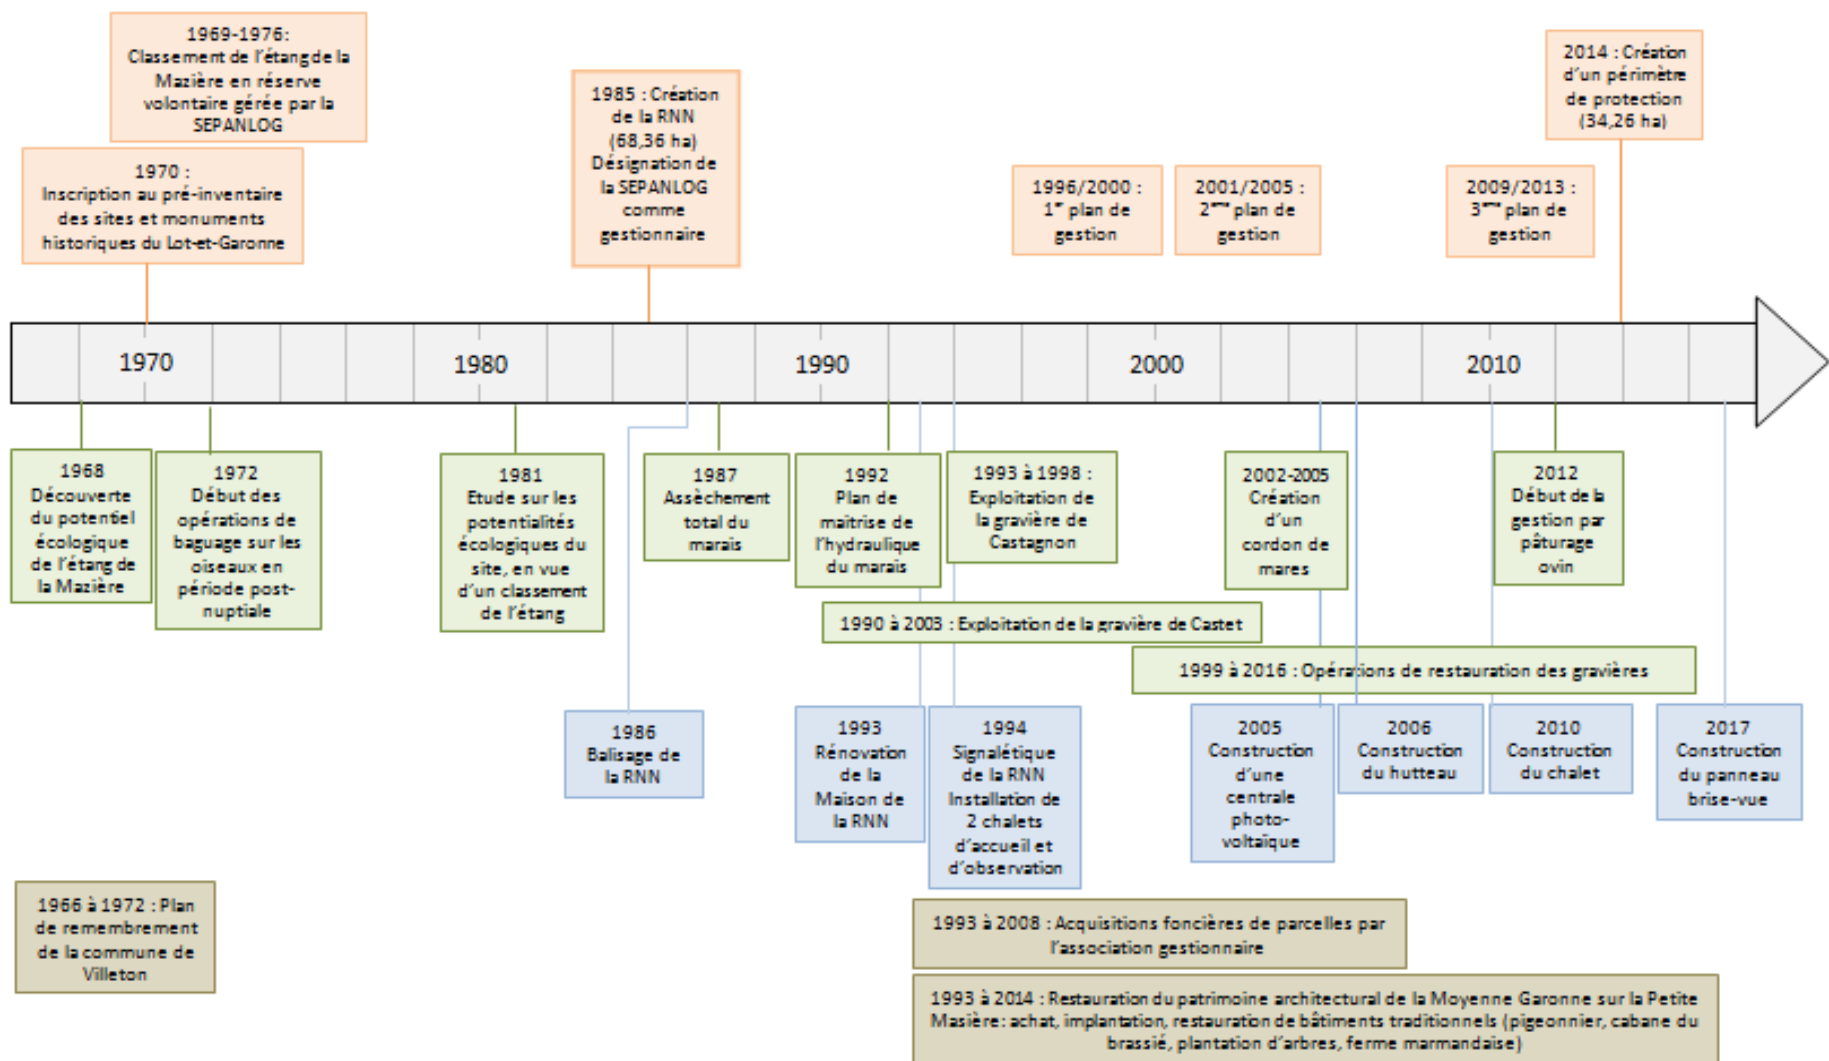 1969-1976:
Classement de l'étang de la
Mazière en réserve
volontaire gérée par la
SEPANLOG
1970 :
Inscription au pré-inventaire
des sites et monuments
historiques du Lot-et-Garonne
1985 : Création
de la RNN
(68,36 ha)
Désignation de
la SEPANLOG
comme
gestionnaire
1996/2000 :
1er plan de
gestion
2001/2005 :
2ème plan de
gestion
2009/2013 :
3ème plan de
gestion
2014 : Création
d'un périmètre
de protection
(34,26 ha)
1970
1980
1990
2000
2010
1968
Découverte
du potentiel
écologique
de l'étang de
la Mazière
1972
Début des
opérations de
baguage sur les
oiseaux en
période post-
nuptiale
1981
Etude sur les
potentialités
écologiques du
site, en vue
d'un classement
de l'étang
1987
Assèchement
total du
marais
1992
Plan de
maîtrise de
l'hydraulique
du marais
1993 à 1998 :
Exploitation de
la gravière de
Castagnon
2002-2005
Création
d'un
cordon de
mares
2012
Début de la
gestion par
pâturage
ovin
1990 à 2003 : Exploitation de la gravière de Castet
1999 à 2016 : Opérations de restauration des gravières
1986
Balisage de
la RNN
1993
Rénovation
de la
Maison de
la RNN
1994
Signalétique
de la RNN
Installation de
2 chalets
d'accueil et
d'observation
2005
Construction
d'une
centrale
photo-
voltaïque
2006
Construction
du hutteau
2010
Construction
du chalet
2017
Construction
du panneau
brise-vue
1966 à 1972 : Plan
de remembrement
de la commune de
Villeton
1993 à 2008 : Acquisitions foncières de parcelles par
l'association gestionnaire
1993 à 2014 : Restauration du patrimoine architectural de la Moyenne Garonne sur la Petite
Masière: achat, implantation, restauration de bâtiments traditionnels (pigeonnier, cabane du
brassié, plantation d'arbres, ferme marmandaise)